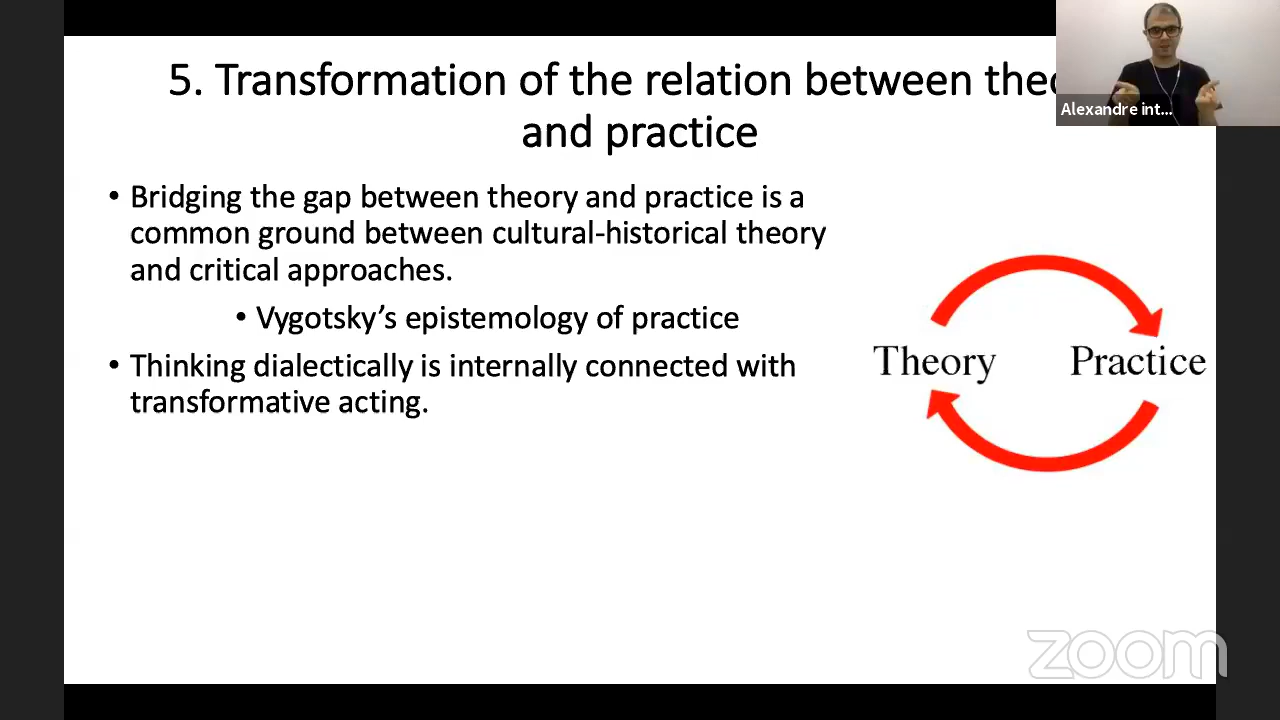 5. Transformation of the relation between theo
and practice
Alexandre int...
• Bridging the gap between theory and practice is a
common ground between cultural-historical theory
and critical approaches.
• Vygotsky's epistemology of practice
• Thinking dialectically is internally connected with
transformative acting.
Theory Practice
zoom